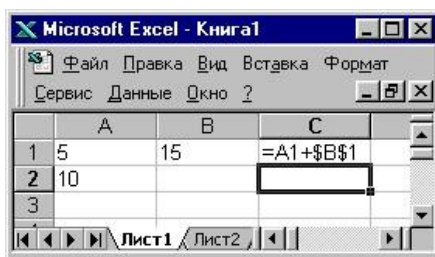 Microsoft Excel - Книга1
Файл Правка Вид Вставка Формат
Сервис Данные Окно ?
A B C
1 5 15 =A1+$B$1
2 10
3
Лист1 Лист2